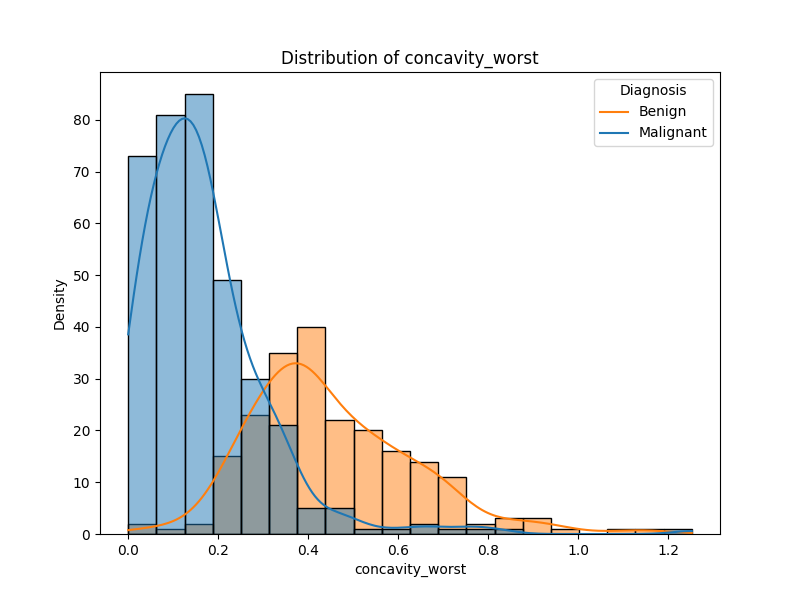 Distribution of concavity_worst
Diagnosis
Benign
Malignant
80
70
60
50
40
30
20
10
0
Density
0.0 0.2 0.4 0.6 0.8 1.0 1.2
concavity_worst